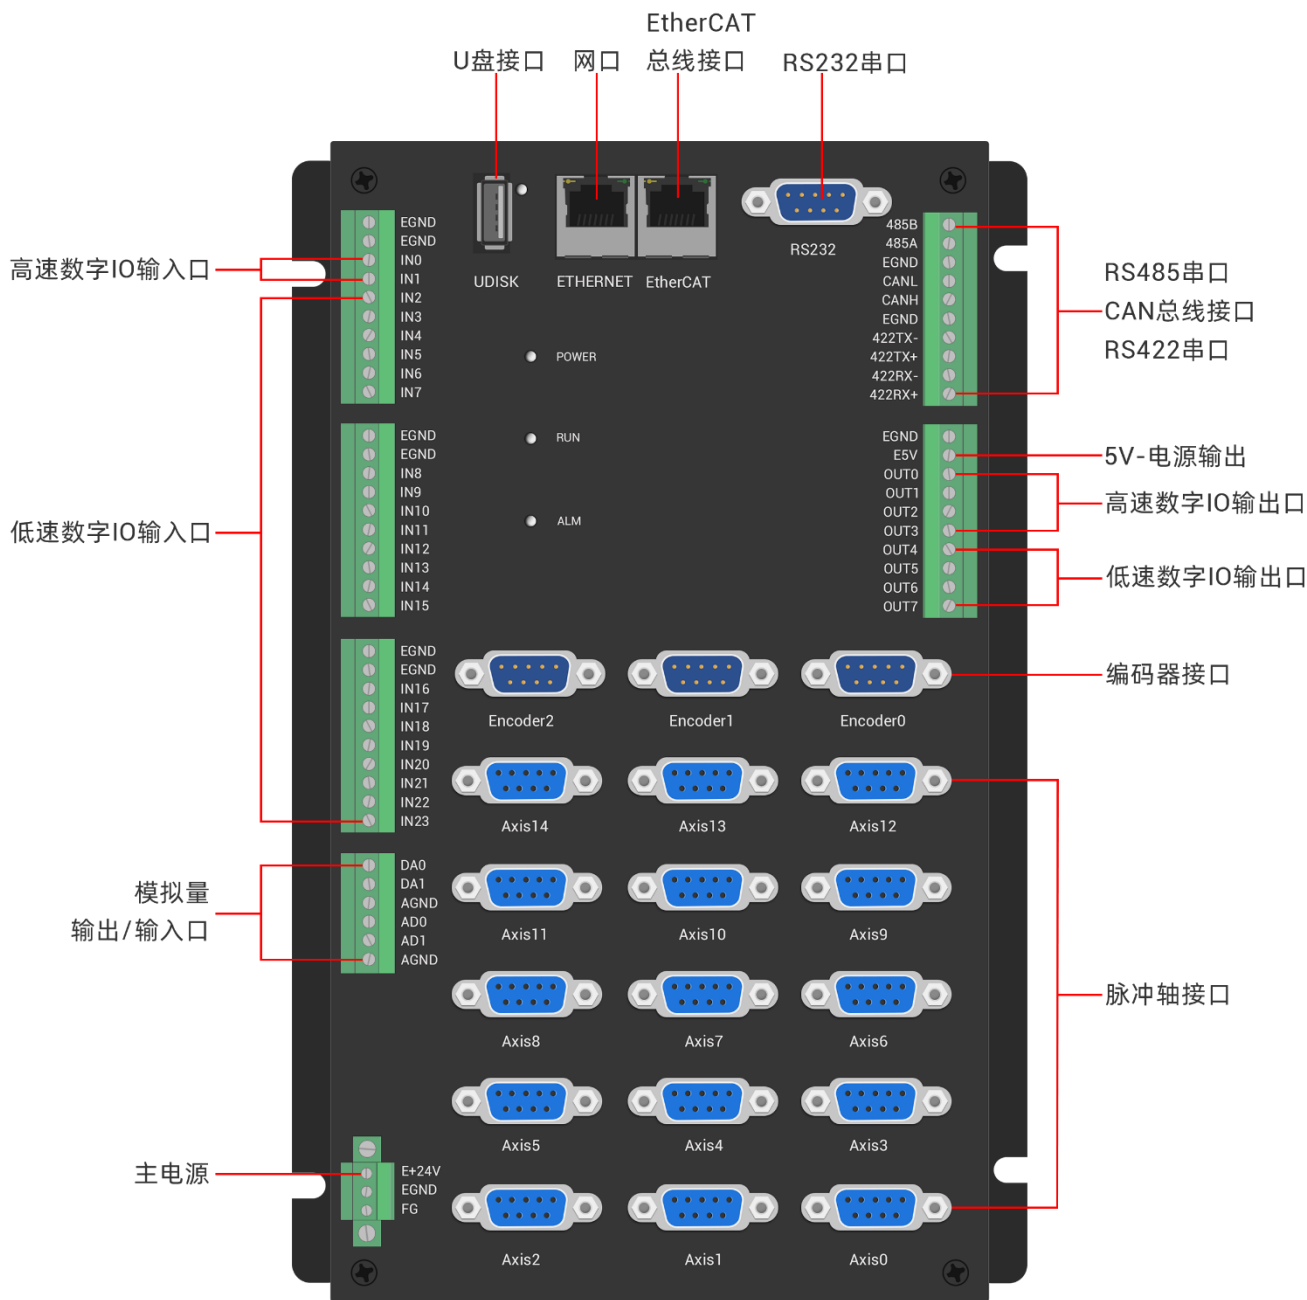 EtherCAT
U盘接口
网口
总线接口
RS232串口
UDISK
ETHERNET
EtherCAT
RS232
EGND
EGND
IN0
IN1
IN2
IN3
IN4
IN5
IN6
IN7
高速数字IO输入口
485B
485A
EGND
CANL
CANH
EGND
422TX-
422TX+
422RX-
422RX+
RS485串口
CAN总线接口
RS422串口
POWER
RUN
ALM
EGND
EGND
IN8
IN9
IN10
IN11
IN12
IN13
IN14
IN15
低速数字IO输入口
EGND
E5V
OUT0
OUT1
OUT2
OUT3
OUT4
OUT5
OUT6
OUT7
5V-电源输出
高速数字IO输出口
低速数字IO输出口
EGND
EGND
IN16
IN17
IN18
IN19
IN20
IN21
IN22
IN23
编码器接口
Encoder2
Encoder1
Encoder0
Axis14
Axis13
Axis12
DA0
DA1
AGND
AD0
AD1
AGND
模拟量
输出/输入口
Axis11
Axis10
Axis9
脉冲轴接口
Axis8
Axis7
Axis6
Axis5
Axis4
Axis3
主电源
E+24V
EGND
FG
Axis2
Axis1
Axis0